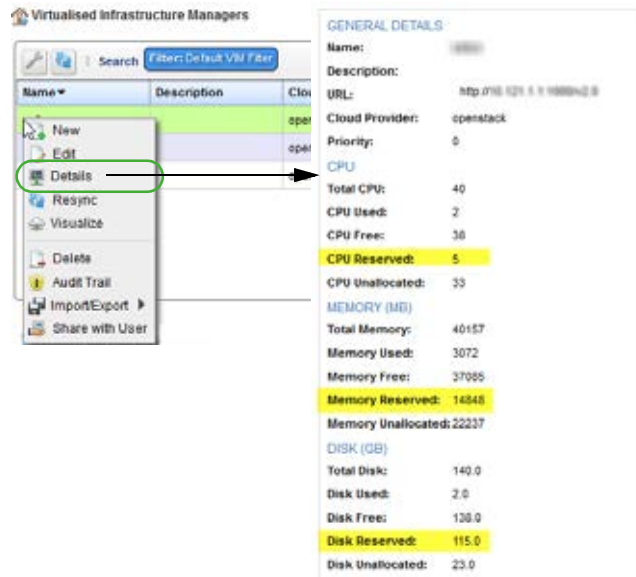 Virtualised Infrastructure Managers
Search Filter: Default VIM Filter
Name Description Clou
open
open
New
Edit
Details
Resync
Visualize
Delete
Audit Trail
Import/Export
Share with User
GENERAL DETAILS
Name:
Description:
URL:
Cloud Provider: openstack
Priority: 0
CPU
Total CPU: 40
CPU Used: 2
CPU Free: 38
CPU Reserved: 5
CPU Unallocated: 33
MEMORY (MB)
Total Memory: 40157
Memory Used: 3072
Memory Free: 37085
Memory Reserved: 14848
Memory Unallocated: 22237
DISK (GB)
Total Disk: 140.0
Disk Used: 2.0
Disk Free: 138.0
Disk Reserved: 115.0
Disk Unallocated: 23.0